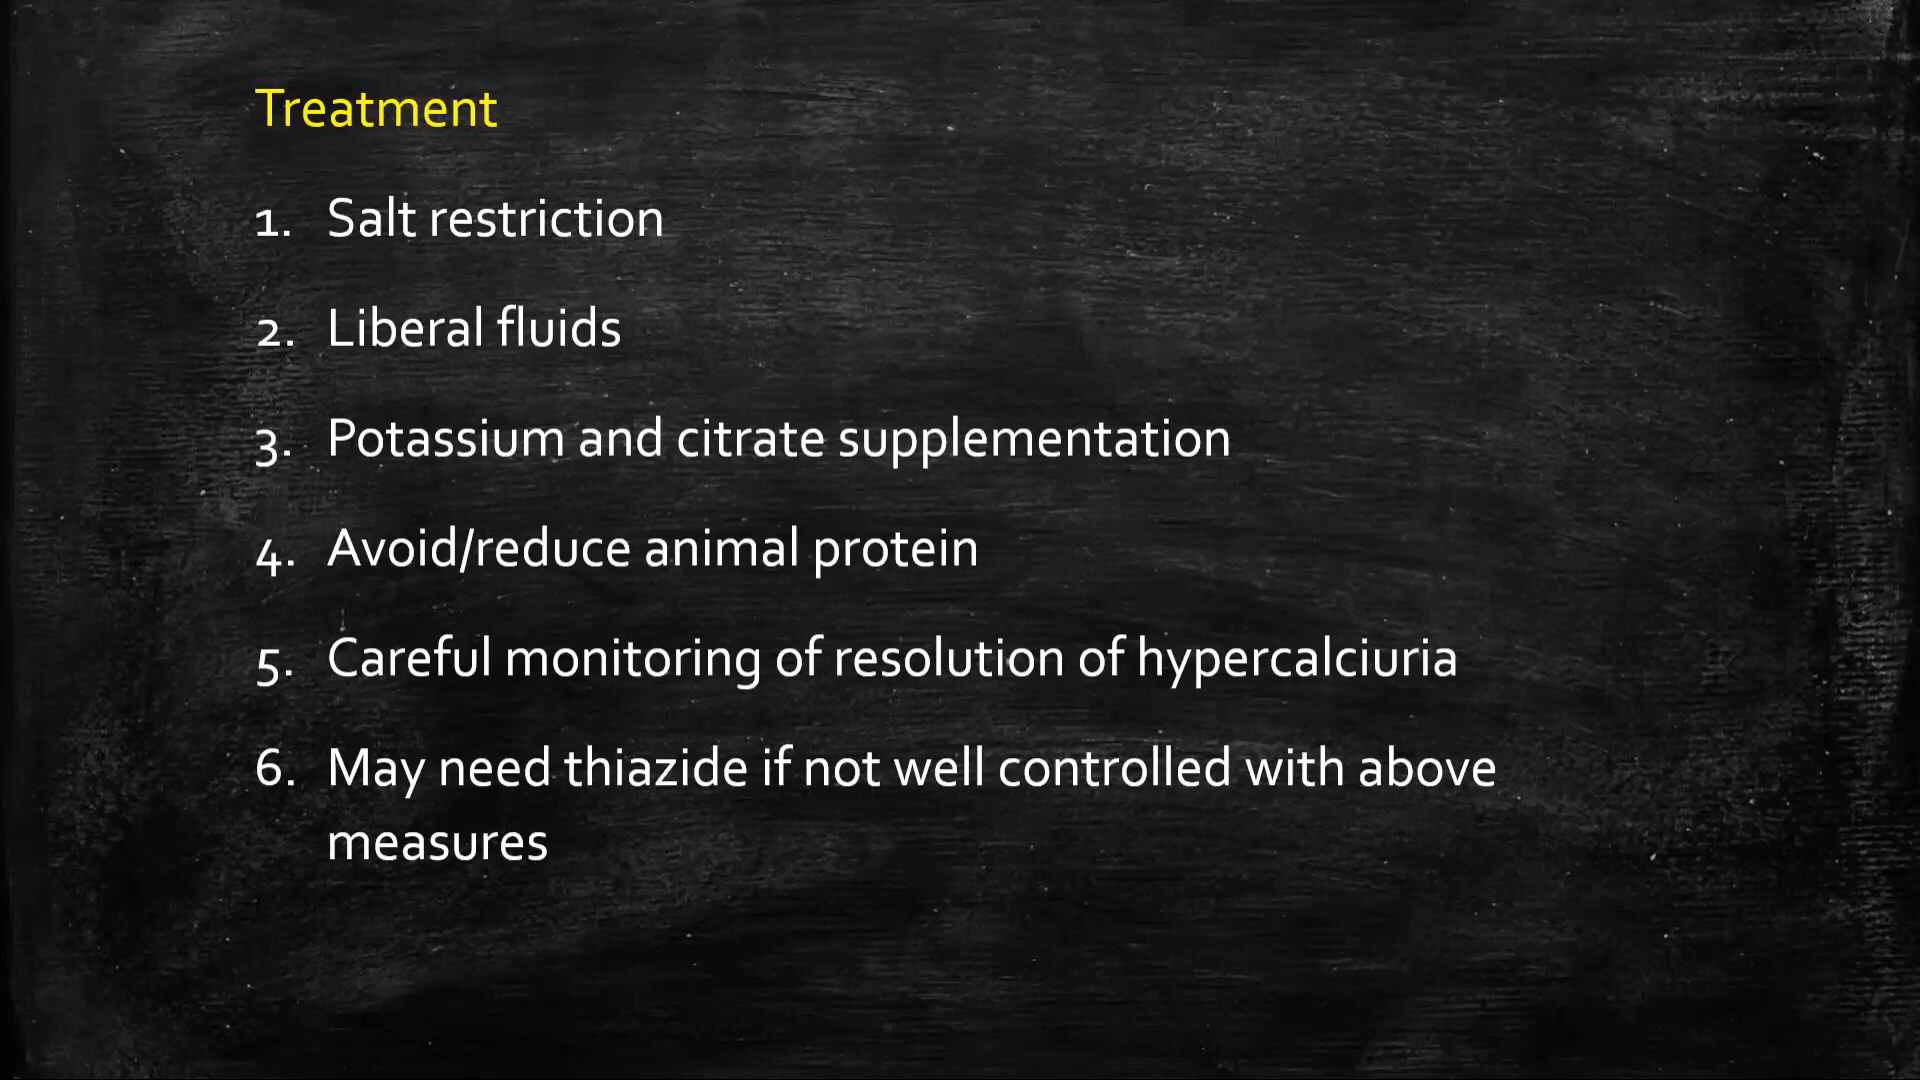 Treatment
1. Salt restriction
2. Liberal fluids
3. Potassium and citrate supplementation
4. Avoid/reduce animal protein
5. Careful monitoring of resolution of hypercalciuria
6. May need thiazide if not well controlled with above
measures